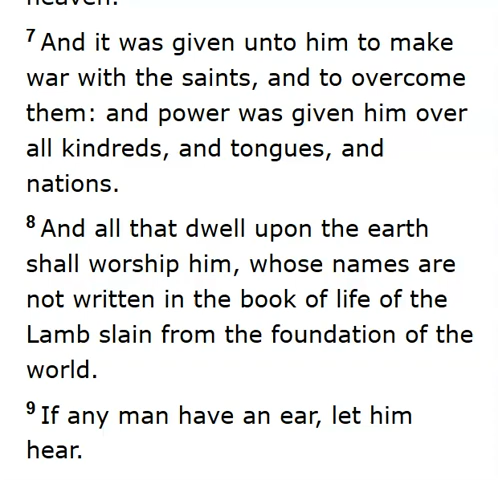 heaven.
7 And it was given unto him to make
war with the saints, and to overcome
them: and power was given him over
all kindreds, and tongues, and
nations.
8 And all that dwell upon the earth
shall worship him, whose names are
not written in the book of life of the
Lamb slain from the foundation of the
world.
9 If any man have an ear, let him
hear.